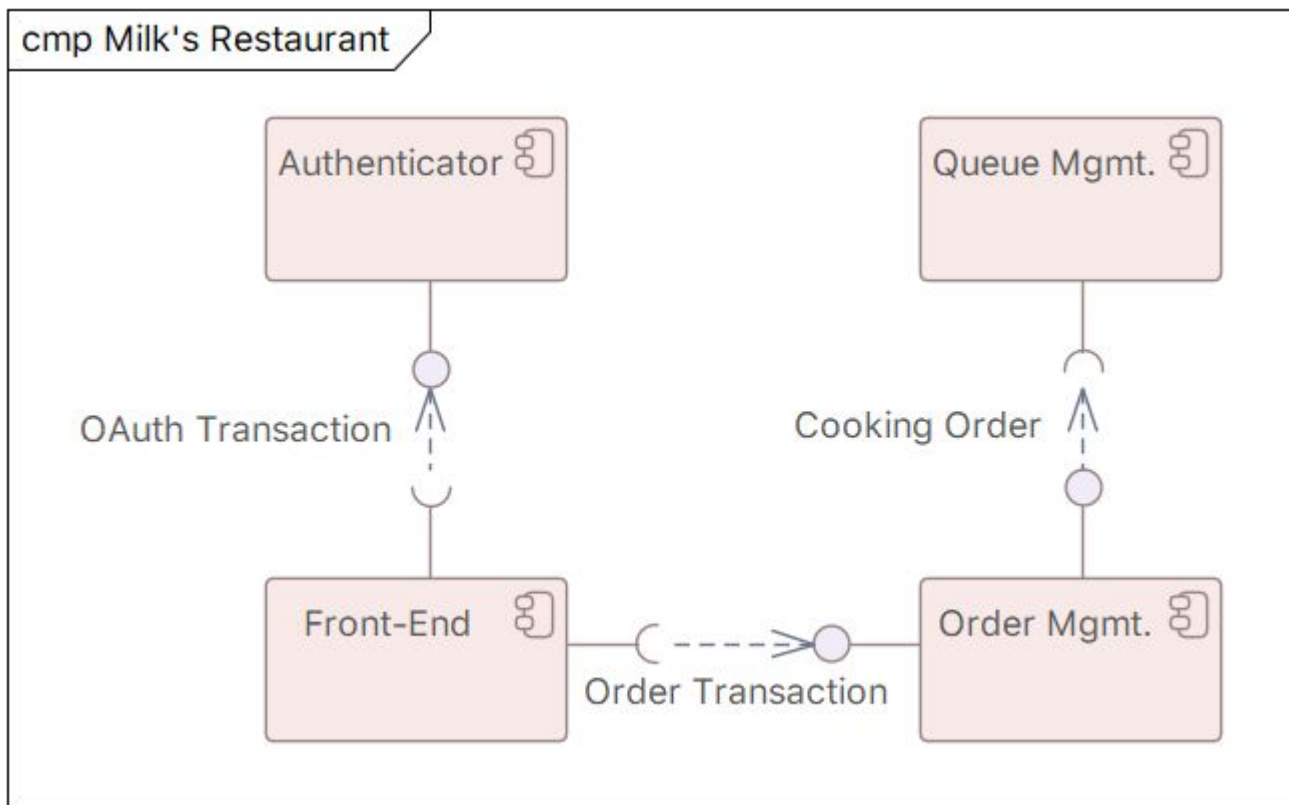 cmp Milk's Restaurant
Authenticator
Queue Mgmt.
OAuth Transaction
Cooking Order
Front-End
Order Mgmt.
Order Transaction